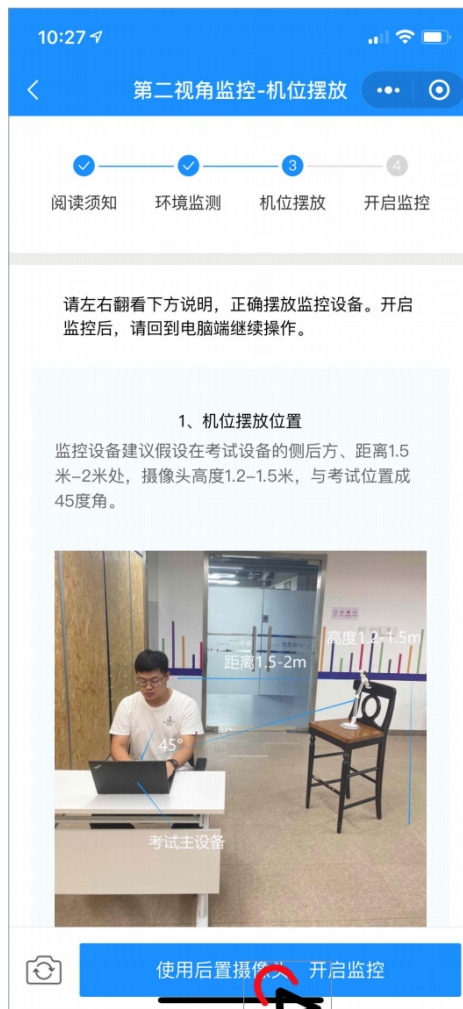 10:27
第二视角监控-机位摆放
阅读须知
环境监测
3
机位摆放
4
开启监控
请左右翻看下方说明，正确摆放监控设备。开启
监控后，请回到电脑端继续操作。
1、机位摆放位置
监控设备建议假设在考试设备的侧后方、距离1.5
米-2米处，摄像头高度1.2-1.5米，与考试位置成
45度角。
高度1.2-1.5m
距离1.5-2m
45°
考试主设备
使用后置摄像头 开启监控